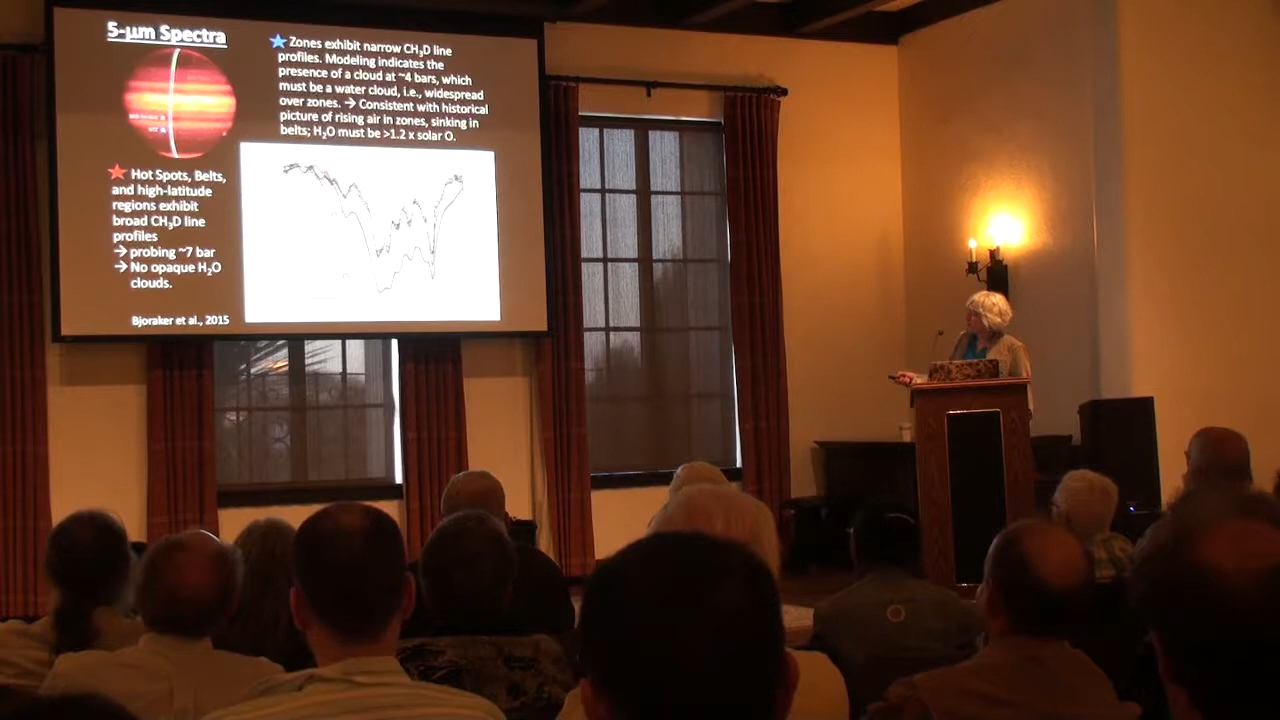 5-µm Spectra
★ Zones exhibit narrow CH₃D line
profiles. Modeling indicates the
presence of a cloud at ~4 bars, which
must be a water cloud, i.e., widespread
over zones. → Consistent with historical
picture of rising air in zones, sinking in
belts; H₂O must be >1.2 x solar O.
★ Hot Spots, Belts,
and high-latitude
regions exhibit
broad CH₃D line
profiles
→ probing ~7 bar
→ No opaque H₂O
clouds.
Bjoraker et al., 2015